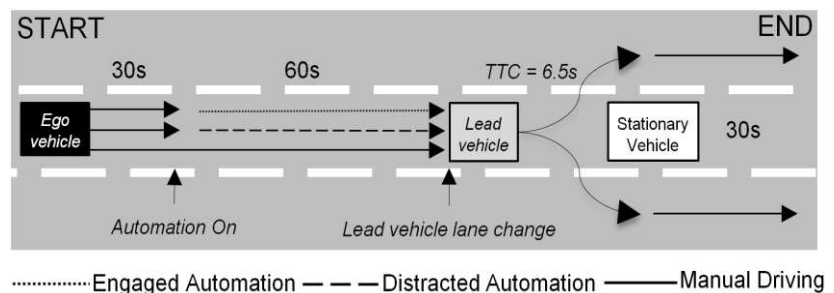 START
END
30s
60s
TTC = 6.5s
Ego
vehicle
Lead
vehicle
Stationary
Vehicle
30s
Automation On
Lead vehicle lane change
Engaged Automation
Distracted Automation
Manual Driving